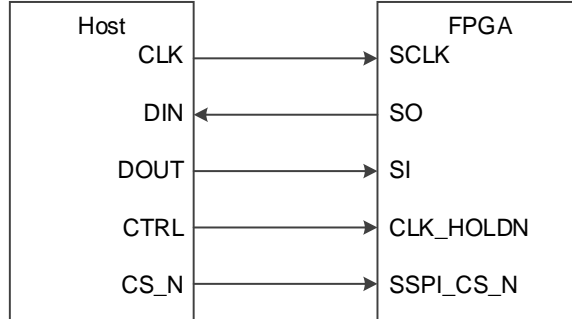 Host FPGA
CLK SCLK
DIN SO
DOUT SI
CTRL CLK_HOLDN
CS_N SSPI_CS_N